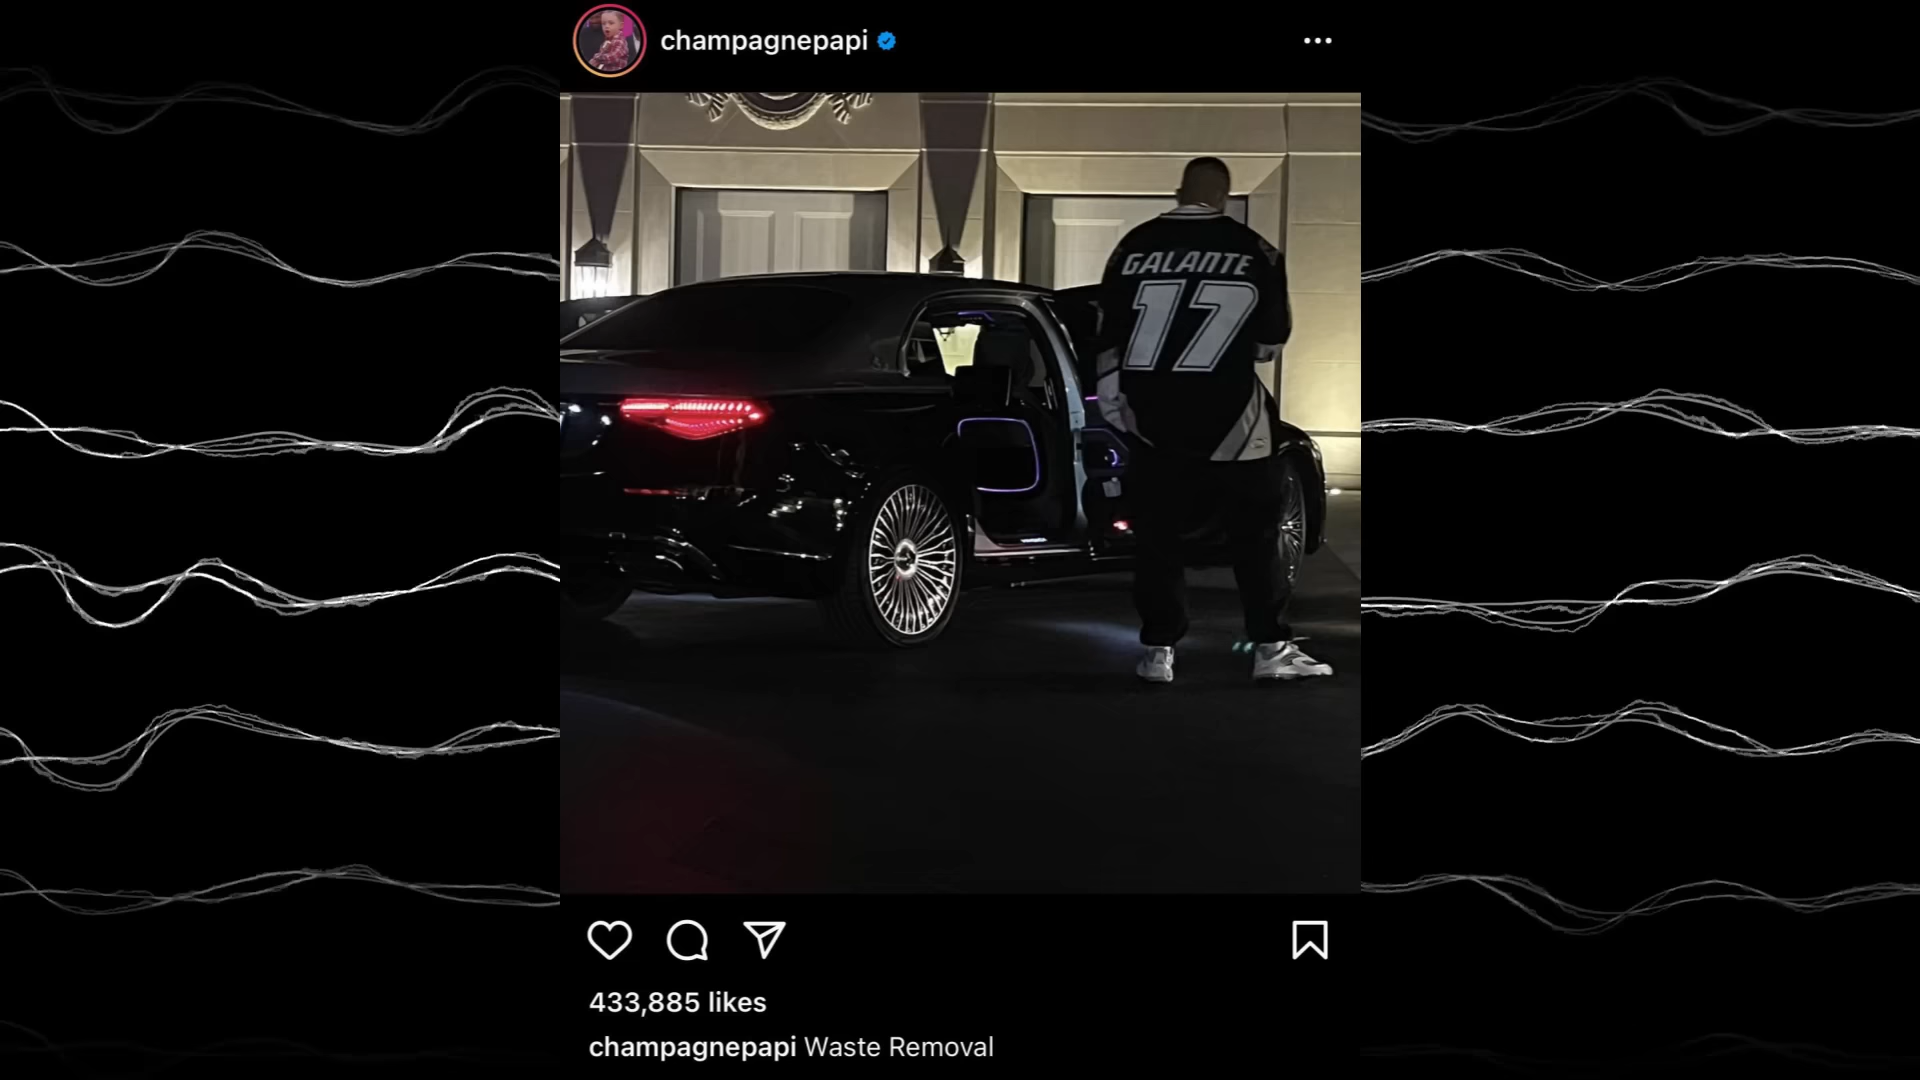 champagnepapi
GALANTE
17
433,885 likes
champagnepapi Waste Removal